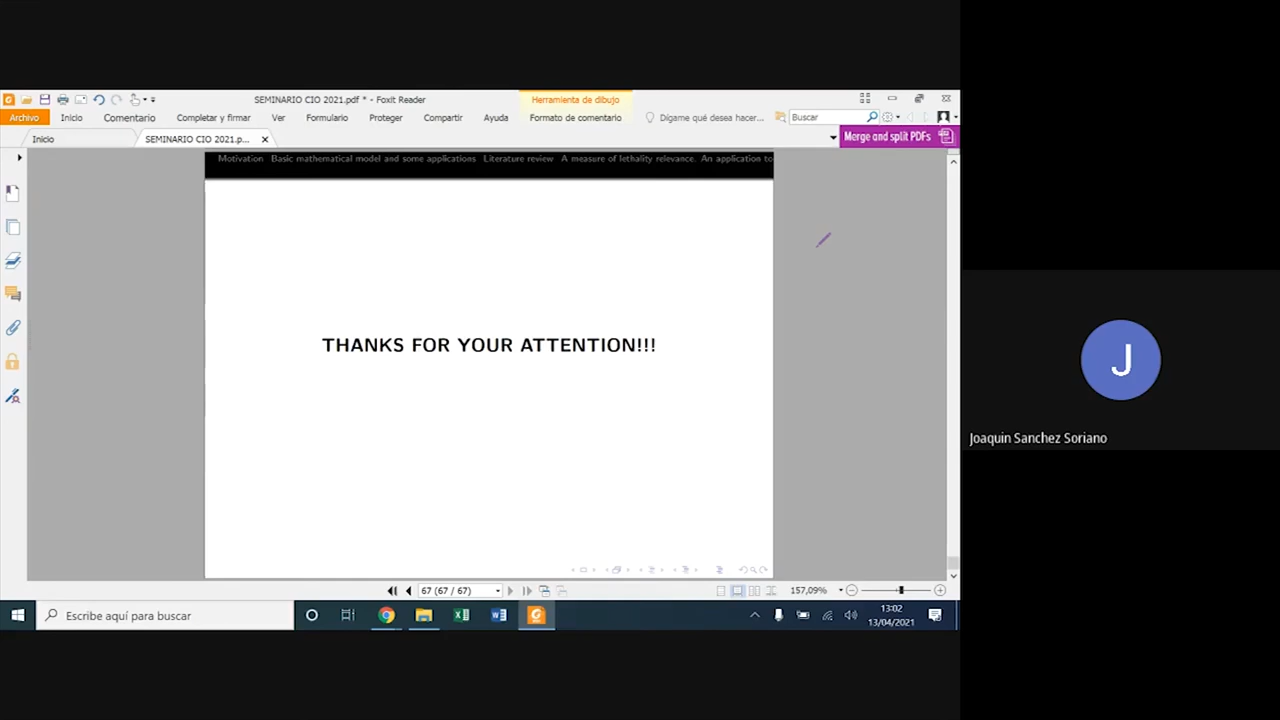 SEMINARIO CIO 2021.pdf * - Foxit Reader
Herramienta de dibujo
Archivo Inicio Comentario Completar y firmar Ver Formulario Proteger Compartir Ayuda Formato de comentario Dígame qué desea hacer... Buscar
Inicio SEMINARIO CIO 2021.p... Merge and split PDFs
Motivation Basic mathematical model and some applications Literature review A measure of lethality relevance. An application to
THANKS FOR YOUR ATTENTION!!!
J
Joaquin Sanchez Soriano
67 (67 / 67) 157,09%
Escribe aquí para buscar
13:02
13/04/2021